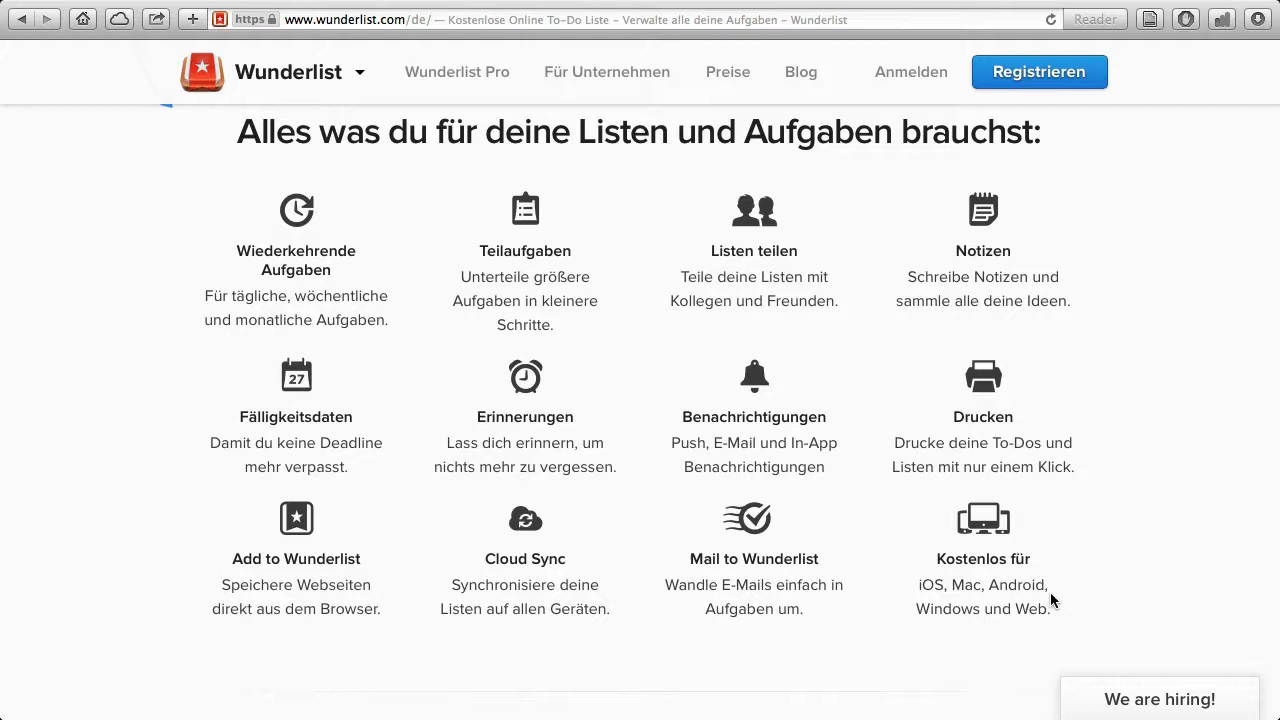 https www.wunderlist.com/de/ — Kostenlose Online To-Do Liste – Verwalte alle deine Aufgaben – Wunderlist
Reader
Wunderlist
Wunderlist Pro
Für Unternehmen
Preise
Blog
Anmelden
Registrieren
Alles was du für deine Listen und Aufgaben brauchst:
Wiederkehrende
Aufgaben
Für tägliche, wöchentliche
und monatliche Aufgaben.
Teilaufgaben
Unterteile größere
Aufgaben in kleinere
Schritte.
Listen teilen
Teile deine Listen mit
Kollegen und Freunden.
Notizen
Schreibe Notizen und
sammle alle deine Ideen.
27
Fälligkeitsdaten
Damit du keine Deadline
mehr verpasst.
Erinnerungen
Lass dich erinnern, um
nichts mehr zu vergessen.
Benachrichtigungen
Push, E-Mail und In-App
Benachrichtigungen
Drucken
Drucke deine To-Dos und
Listen mit nur einem Klick.
Add to Wunderlist
Speichere Webseiten
direkt aus dem Browser.
Cloud Sync
Synchronisiere deine
Listen auf allen Geräten.
Mail to Wunderlist
Wandle E-Mails einfach in
Aufgaben um.
Kostenlos für
iOS, Mac, Android,
Windows und Web.
We are hiring!